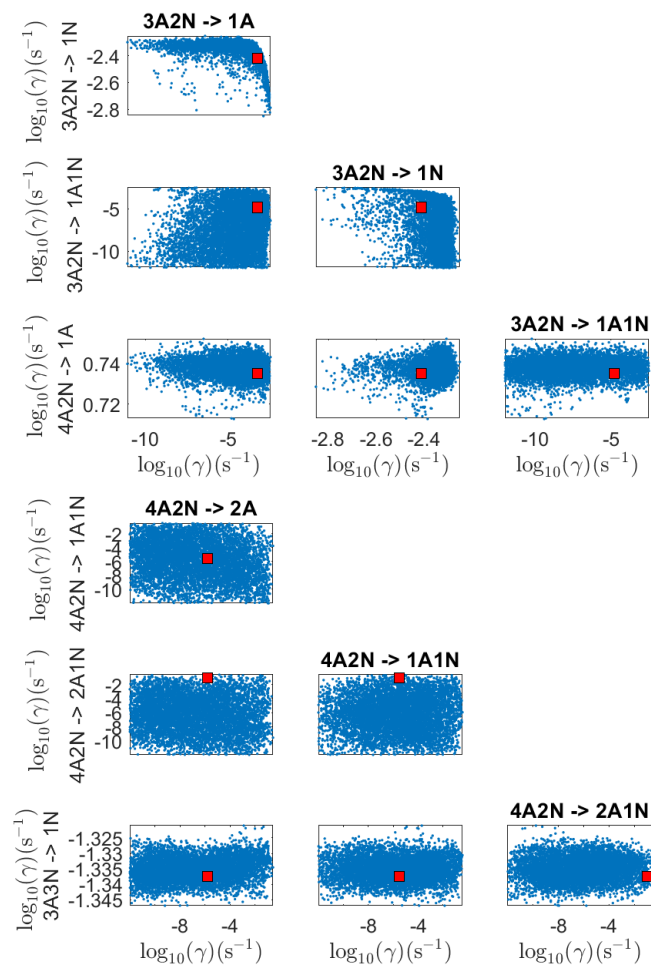 3A2N -> 1A
log₁₀(γ)(s⁻¹)
3A2N -> 1N
-2.4
-2.6
-2.8
3A2N -> 1N
log₁₀(γ)(s⁻¹)
3A2N -> 1A1N
-5
-10
3A2N -> 1A1N
log₁₀(γ)(s⁻¹)
4A2N -> 1A
0.74
0.72
-10 -5
-2.8 -2.6 -2.4
-10 -5
log₁₀(γ)(s⁻¹) log₁₀(γ)(s⁻¹) log₁₀(γ)(s⁻¹)
4A2N -> 2A
log₁₀(γ)(s⁻¹)
4A2N -> 1A1N
-2
-4
-6
-8
-10
4A2N -> 1A1N
log₁₀(γ)(s⁻¹)
4A2N -> 2A1N
-2
-4
-6
-8
-10
4A2N -> 2A1N
log₁₀(γ)(s⁻¹)
3A3N -> 1N
-1.325
-1.33
-1.335
-1.34
-1.345
-8 -4
-8 -4
-8 -4
log₁₀(γ)(s⁻¹) log₁₀(γ)(s⁻¹) log₁₀(γ)(s⁻¹)